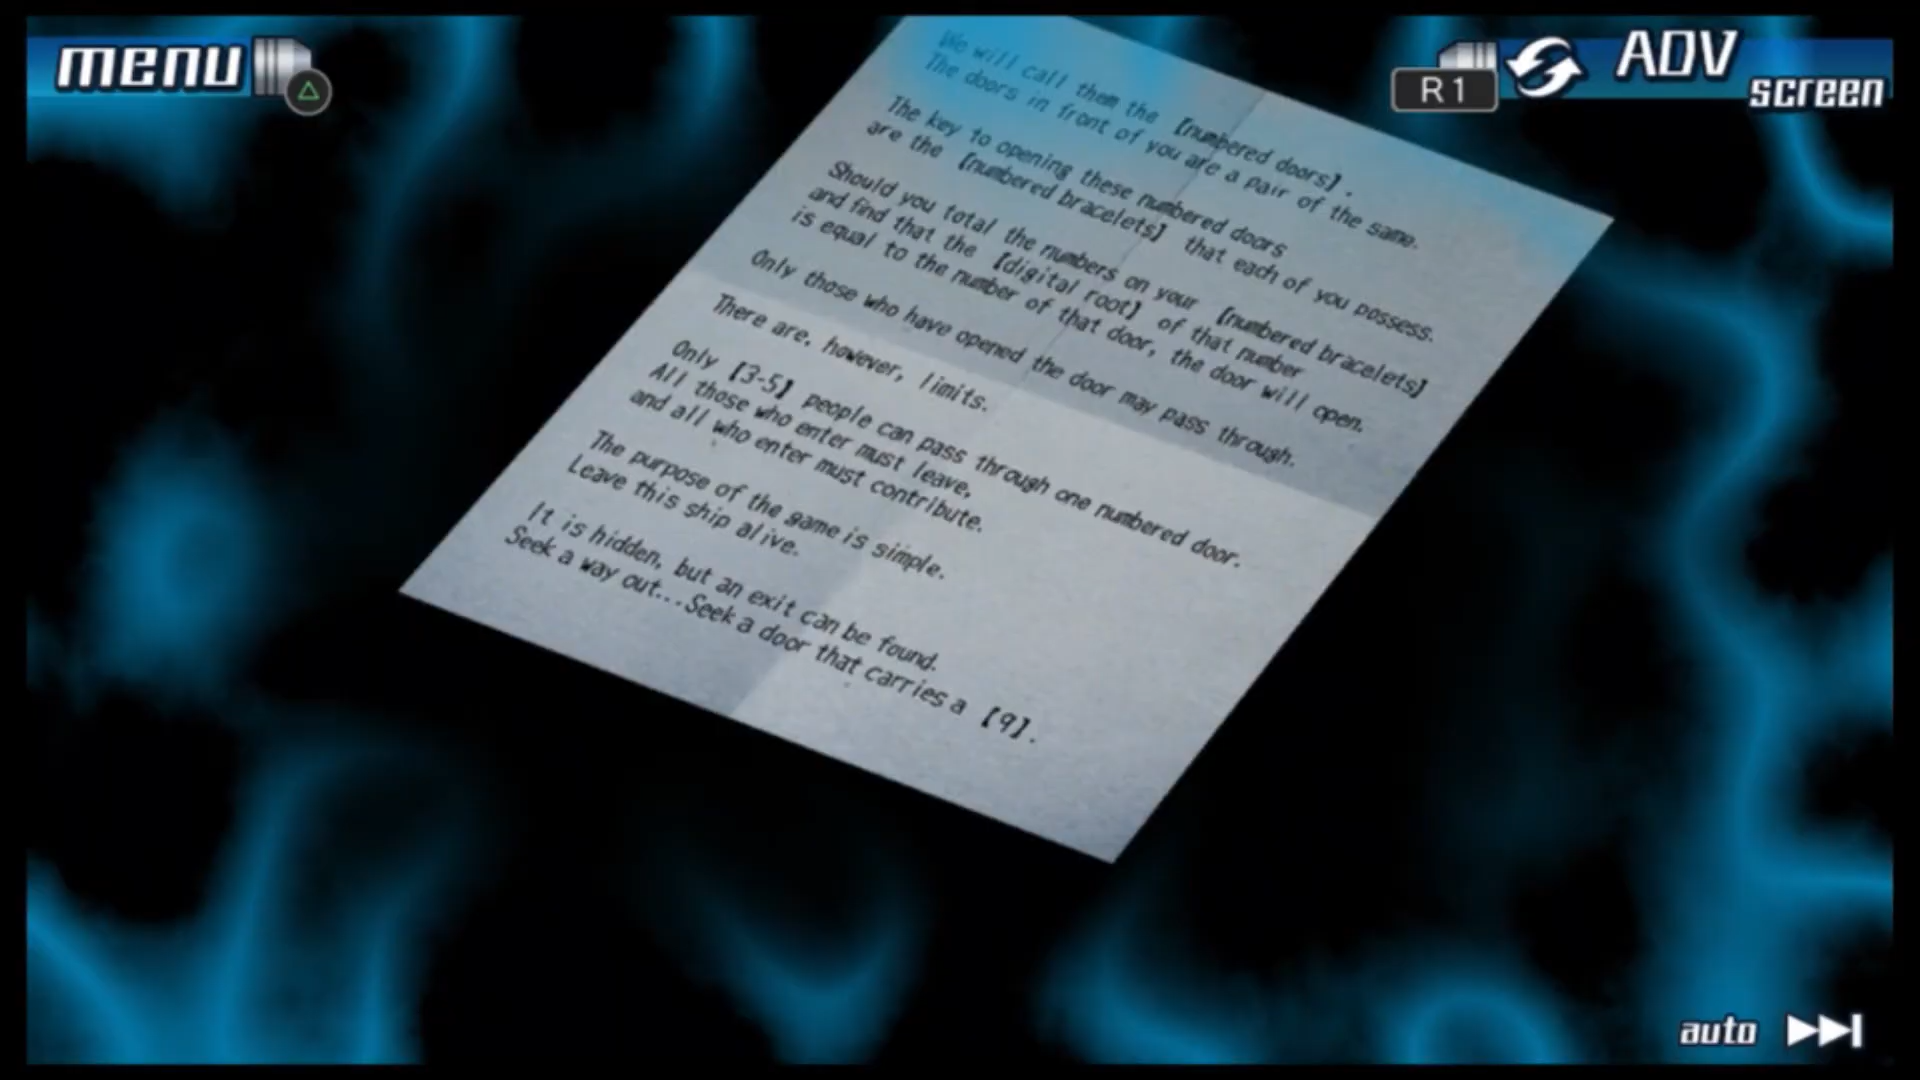 menu
R1
ADV
screen
We will call them the 【numbered doors】.
The doors in front of you are a pair of the same.
The key to opening these numbered doors
are the 【numbered bracelets】 that each of you possess.
Should you total the numbers on your 【numbered bracelets】
and find that the 【digital root】 of that number
is equal to the number of that door, the door will open.
Only those who have opened the door may pass through.
There are, however, limits.
Only 【3-5】 people can pass through one numbered door.
All those who enter must leave,
and all who enter must contribute.
The purpose of the game is simple.
Leave this ship alive.
It is hidden, but an exit can be found.
Seek a way out...Seek a door that carries a 【9】.
auto